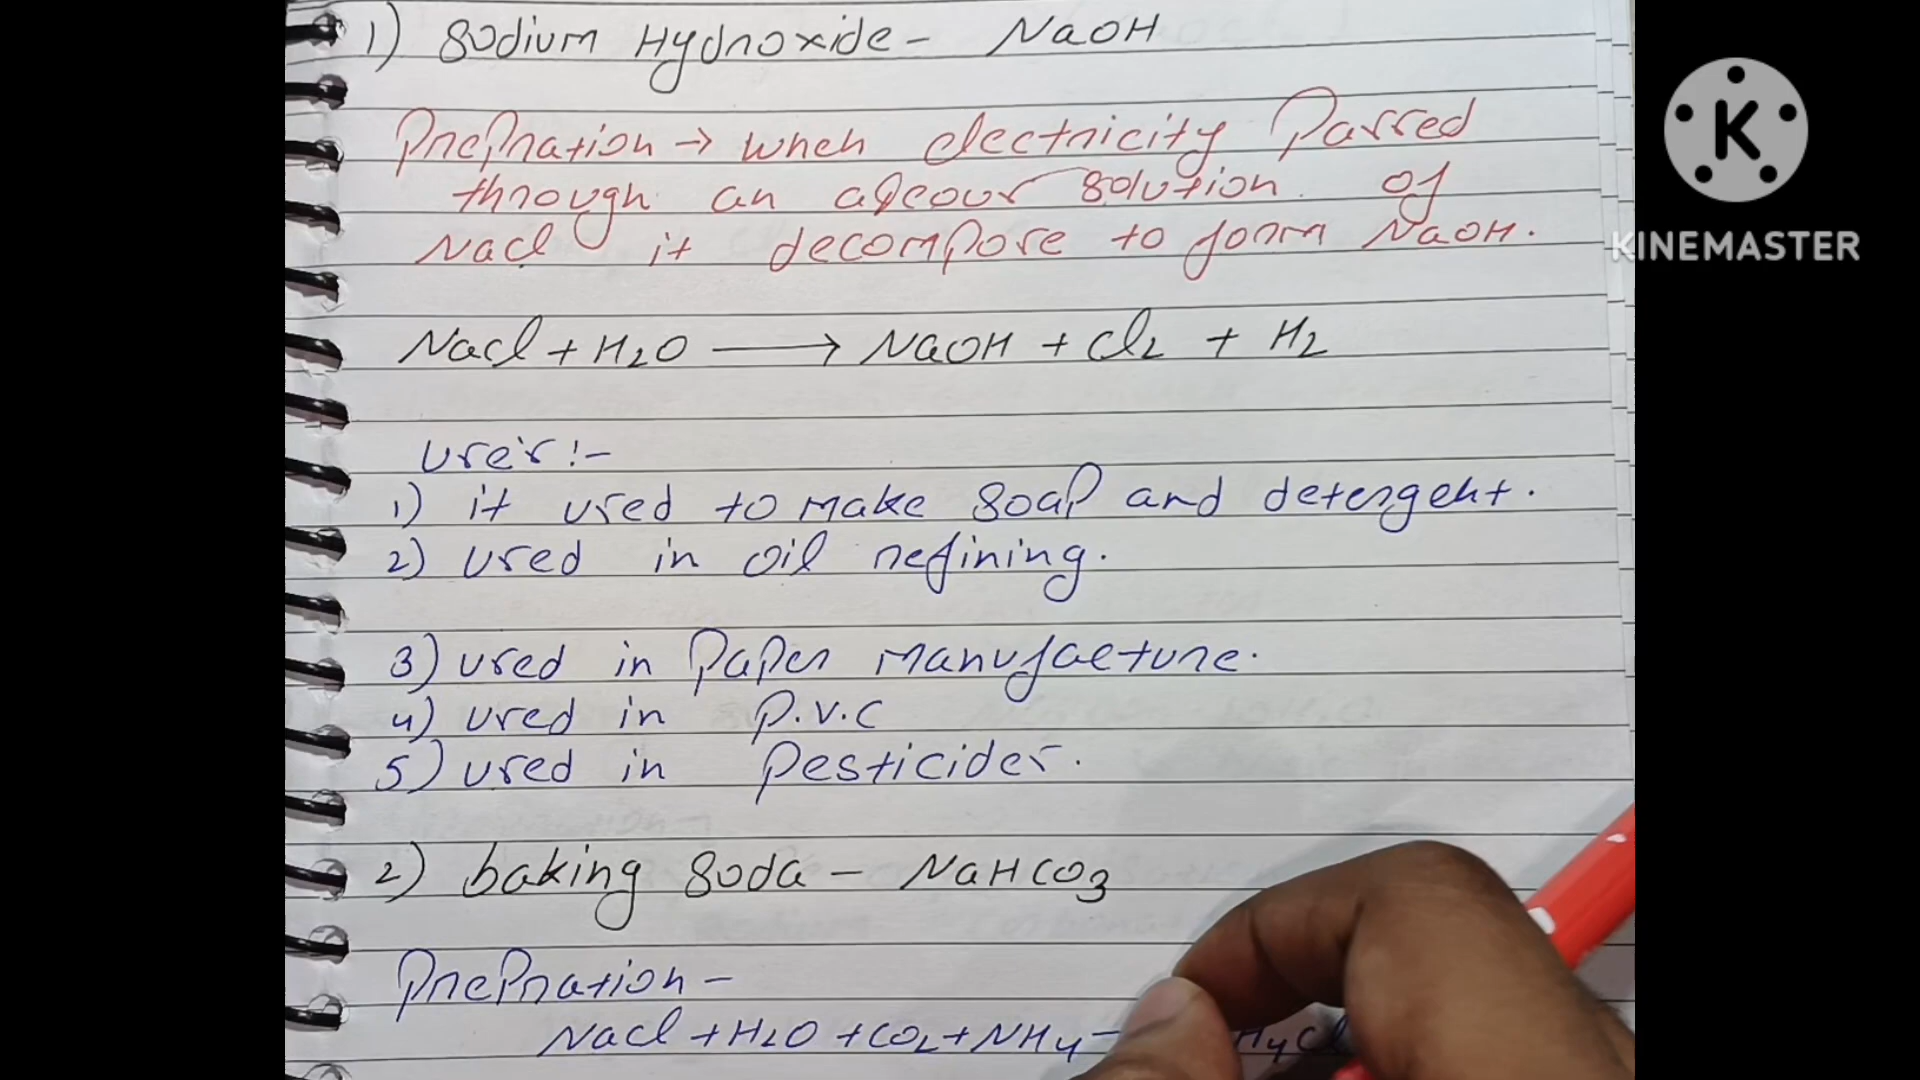 1) Sodium Hydroxide - NaOH
Prepration → when electricity Passed
through an aqeous solution of
Nacl it decompose to form NaOH.
Nacl + H2O → NaOH + Cl2 + H2
Use's :-
1) it used to make soap and detergent.
2) used in oil refining.
3) used in Paper manufacture.
4) used in P.V.C
5) used in Pesticides.
2) baking soda - NaHCO3
Prepration -
Nacl + H2O + CO2 + NH4
K
KINEMASTER